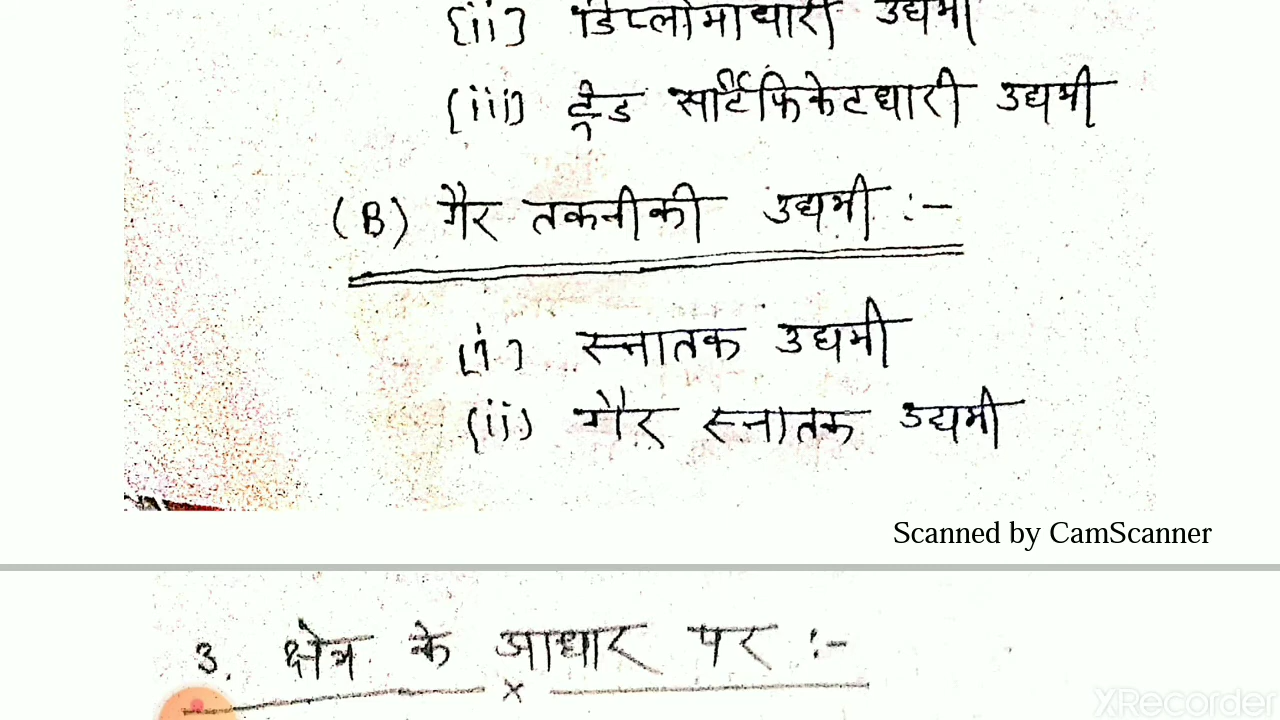 (ii) डिप्लोमाधारी उद्यमी
(iii) ट्रेड सर्टिफिकेटधारी उद्यमी
(B) गैर तकनीकी उद्यमी :-
(i) स्नातक उद्यमी
(ii) गैर स्नातक उद्यमी
Scanned by CamScanner
3. क्षेत्र के आधार पर :-
x
XRecorder